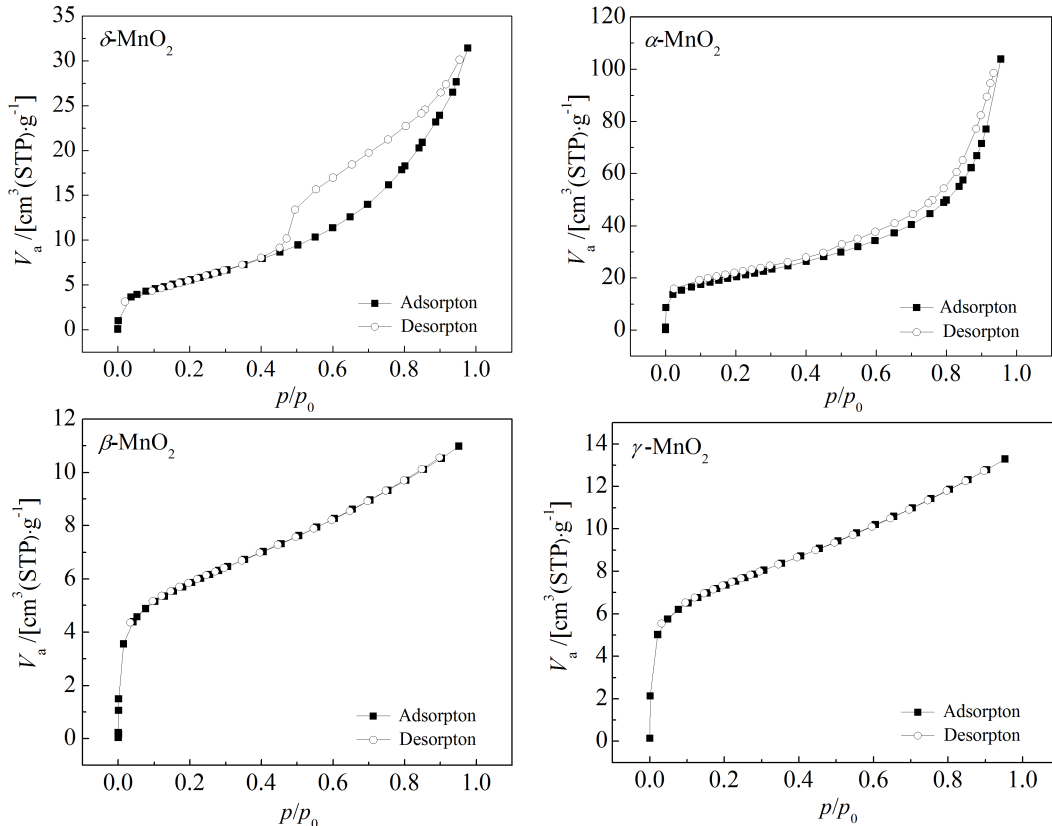 δ-MnO2
35
30
25
20
15
10
5
0
Va /[cm3(STP)·g-1]
Adsorpton
Desorpton
0.0 0.2 0.4 0.6 0.8 1.0
p/p0
α-MnO2
120
100
80
60
40
20
0
Va /[cm3(STP)·g-1]
Adsorpton
Desorpton
0.0 0.2 0.4 0.6 0.8 1.0
p/p0
β-MnO2
12
10
8
6
4
2
0
Va /[cm3(STP)·g-1]
Adsorpton
Desorpton
0.0 0.2 0.4 0.6 0.8 1.0
p/p0
γ-MnO2
14
12
10
8
6
4
2
0
Va /[cm3(STP)·g-1]
Adsorpton
Desorpton
0.0 0.2 0.4 0.6 0.8 1.0
p/p0